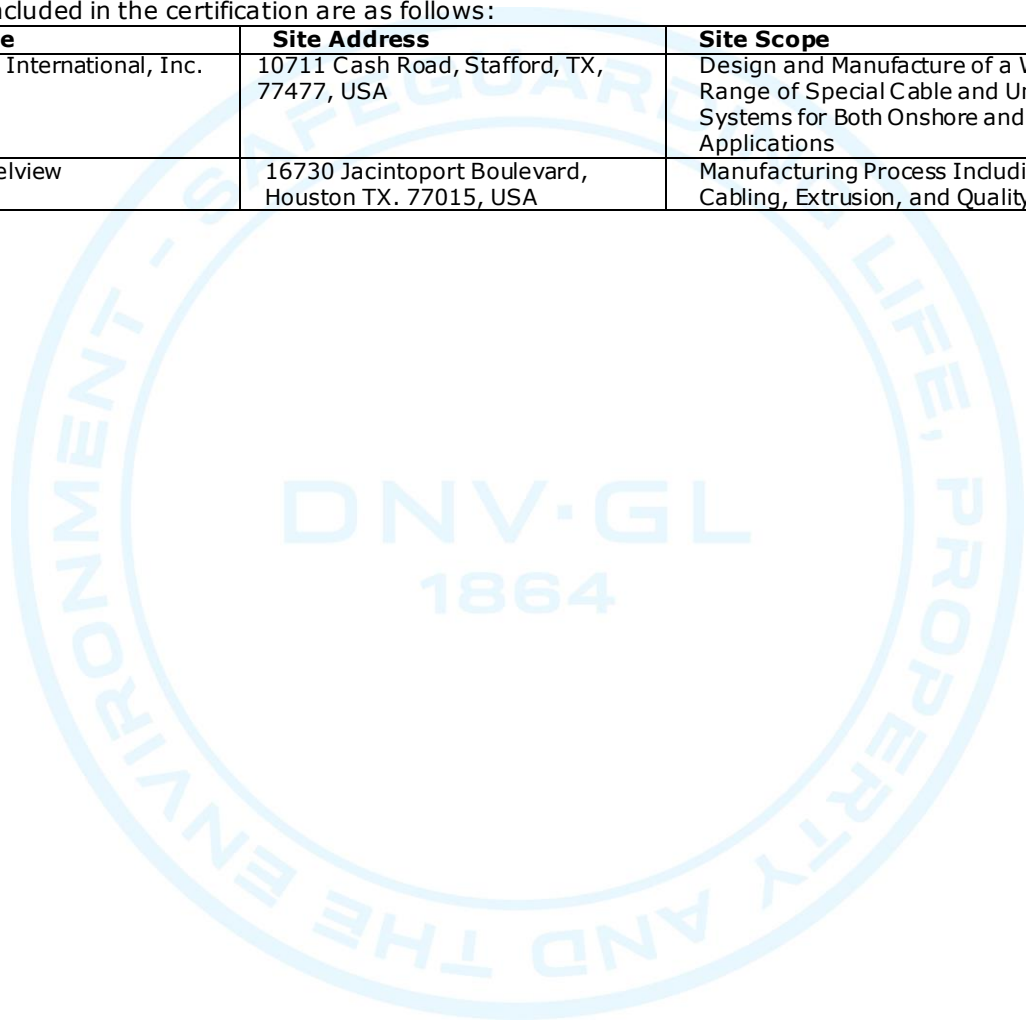 cluded in the certification are as follows:
e Site Address Site Scope
International, Inc. 10711 Cash Road, Stafford, TX, Design and Manufacture of a
77477, USA Range of Special Cable and
Systems for Both Onshore and
Applications
elview 16730 Jacintoport Boulevard, Manufacturing Process
Houston TX. 77015, USA Cabling, Extrusion, and Quality
SAFEGUARDING LIFE, PROPERTY AND THE ENVIRONMENT -
DNV·GL
1864